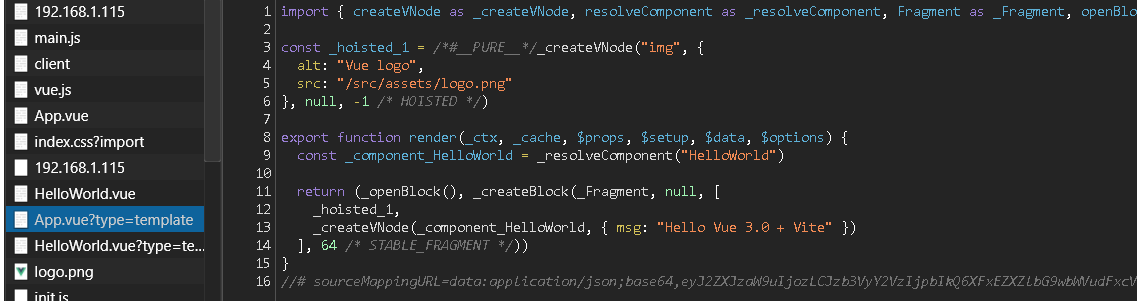 192.168.1.115
main.js
client
vue.js
App.vue
index.css?import
192.168.1.115
HelloWorld.vue
App.vue?type=template
HelloWorld.vue?type=te...
logo.png
init.js
1 import { createVNode as _createVNode, resolveComponent as _resolveComponent, Fragment as _Fragment, openBlo
2
3 const _hoisted_1 = /*#__PURE__*/_createVNode("img", {
4 alt: "Vue logo",
5 src: "/src/assets/logo.png"
6 }, null, -1 /* HOISTED */)
7
8 export function render(_ctx, _cache, $props, $setup, $data, $options) {
9 const _component_HelloWorld = _resolveComponent("HelloWorld")
10
11 return (_openBlock(), _createBlock(_Fragment, null, [
12 _hoisted_1,
13 _createVNode(_component_HelloWorld, { msg: "Hello Vue 3.0 + Vite" })
14 ], 64 /* STABLE_FRAGMENT */))
15 }
16 //# sourceMappingURL=data:application/json;base64,